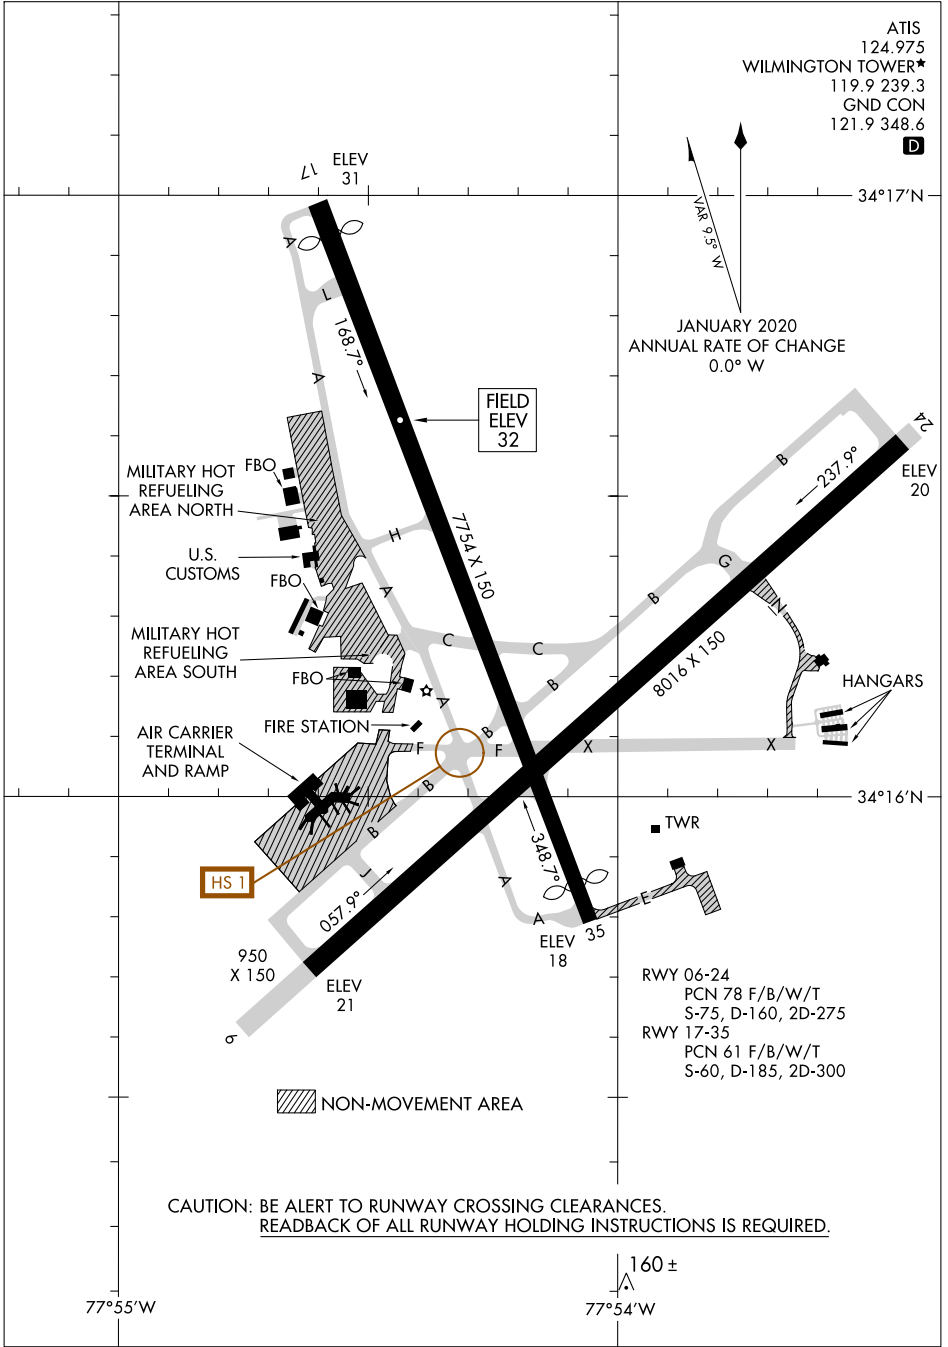 ATIS
124.975
WILMINGTON TOWER★
119.9 239.3
GND CON
121.9 348.6
D
17
ELEV
31
34°17'N
VAR 9.5° W
JANUARY 2020
ANNUAL RATE OF CHANGE
0.0° W
A
L
168.7°
A
FIELD
ELEV
32
24
ELEV
20
B
237.9°
MILITARY HOT
REFUELING
AREA NORTH
FBO
H
7754 X 150
U.S.
CUSTOMS
FBO
A
G
B
N
MILITARY HOT
REFUELING
AREA SOUTH
C
C
8016 X 150
B
FBO
A
HANGARS
FIRE STATION
B
AIR CARRIER
TERMINAL
AND RAMP
F
F
X
X
B
34°16'N
B
TWR
348.7°
HS 1
J
A
057.9°
E
A
35
ELEV
18
950
X 150
ELEV
21
6
RWY 06-24
PCN 78 F/B/W/T
S-75, D-160, 2D-275
RWY 17-35
PCN 61 F/B/W/T
S-60, D-185, 2D-300
NON-MOVEMENT AREA
CAUTION: BE ALERT TO RUNWAY CROSSING CLEARANCES.
READBACK OF ALL RUNWAY HOLDING INSTRUCTIONS IS REQUIRED.
160 ±
77°55'W
77°54'W